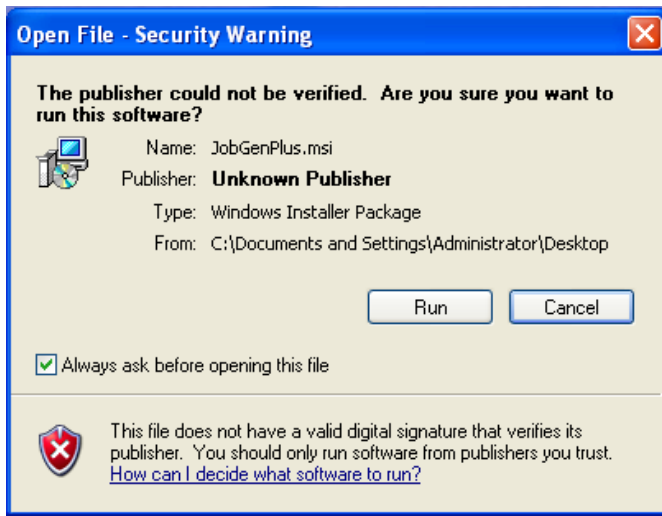 Open File - Security Warning
The publisher could not be verified.  Are you sure you want to
run this software?
Name: JobGenPlus.msi
Publisher: Unknown Publisher
Type: Windows Installer Package
From: C:\Documents and Settings\Administrator\Desktop
Run Cancel
Always ask before opening this file
This file does not have a valid digital signature that verifies its
publisher.  You should only run software from publishers you trust.
How can I decide what software to run?